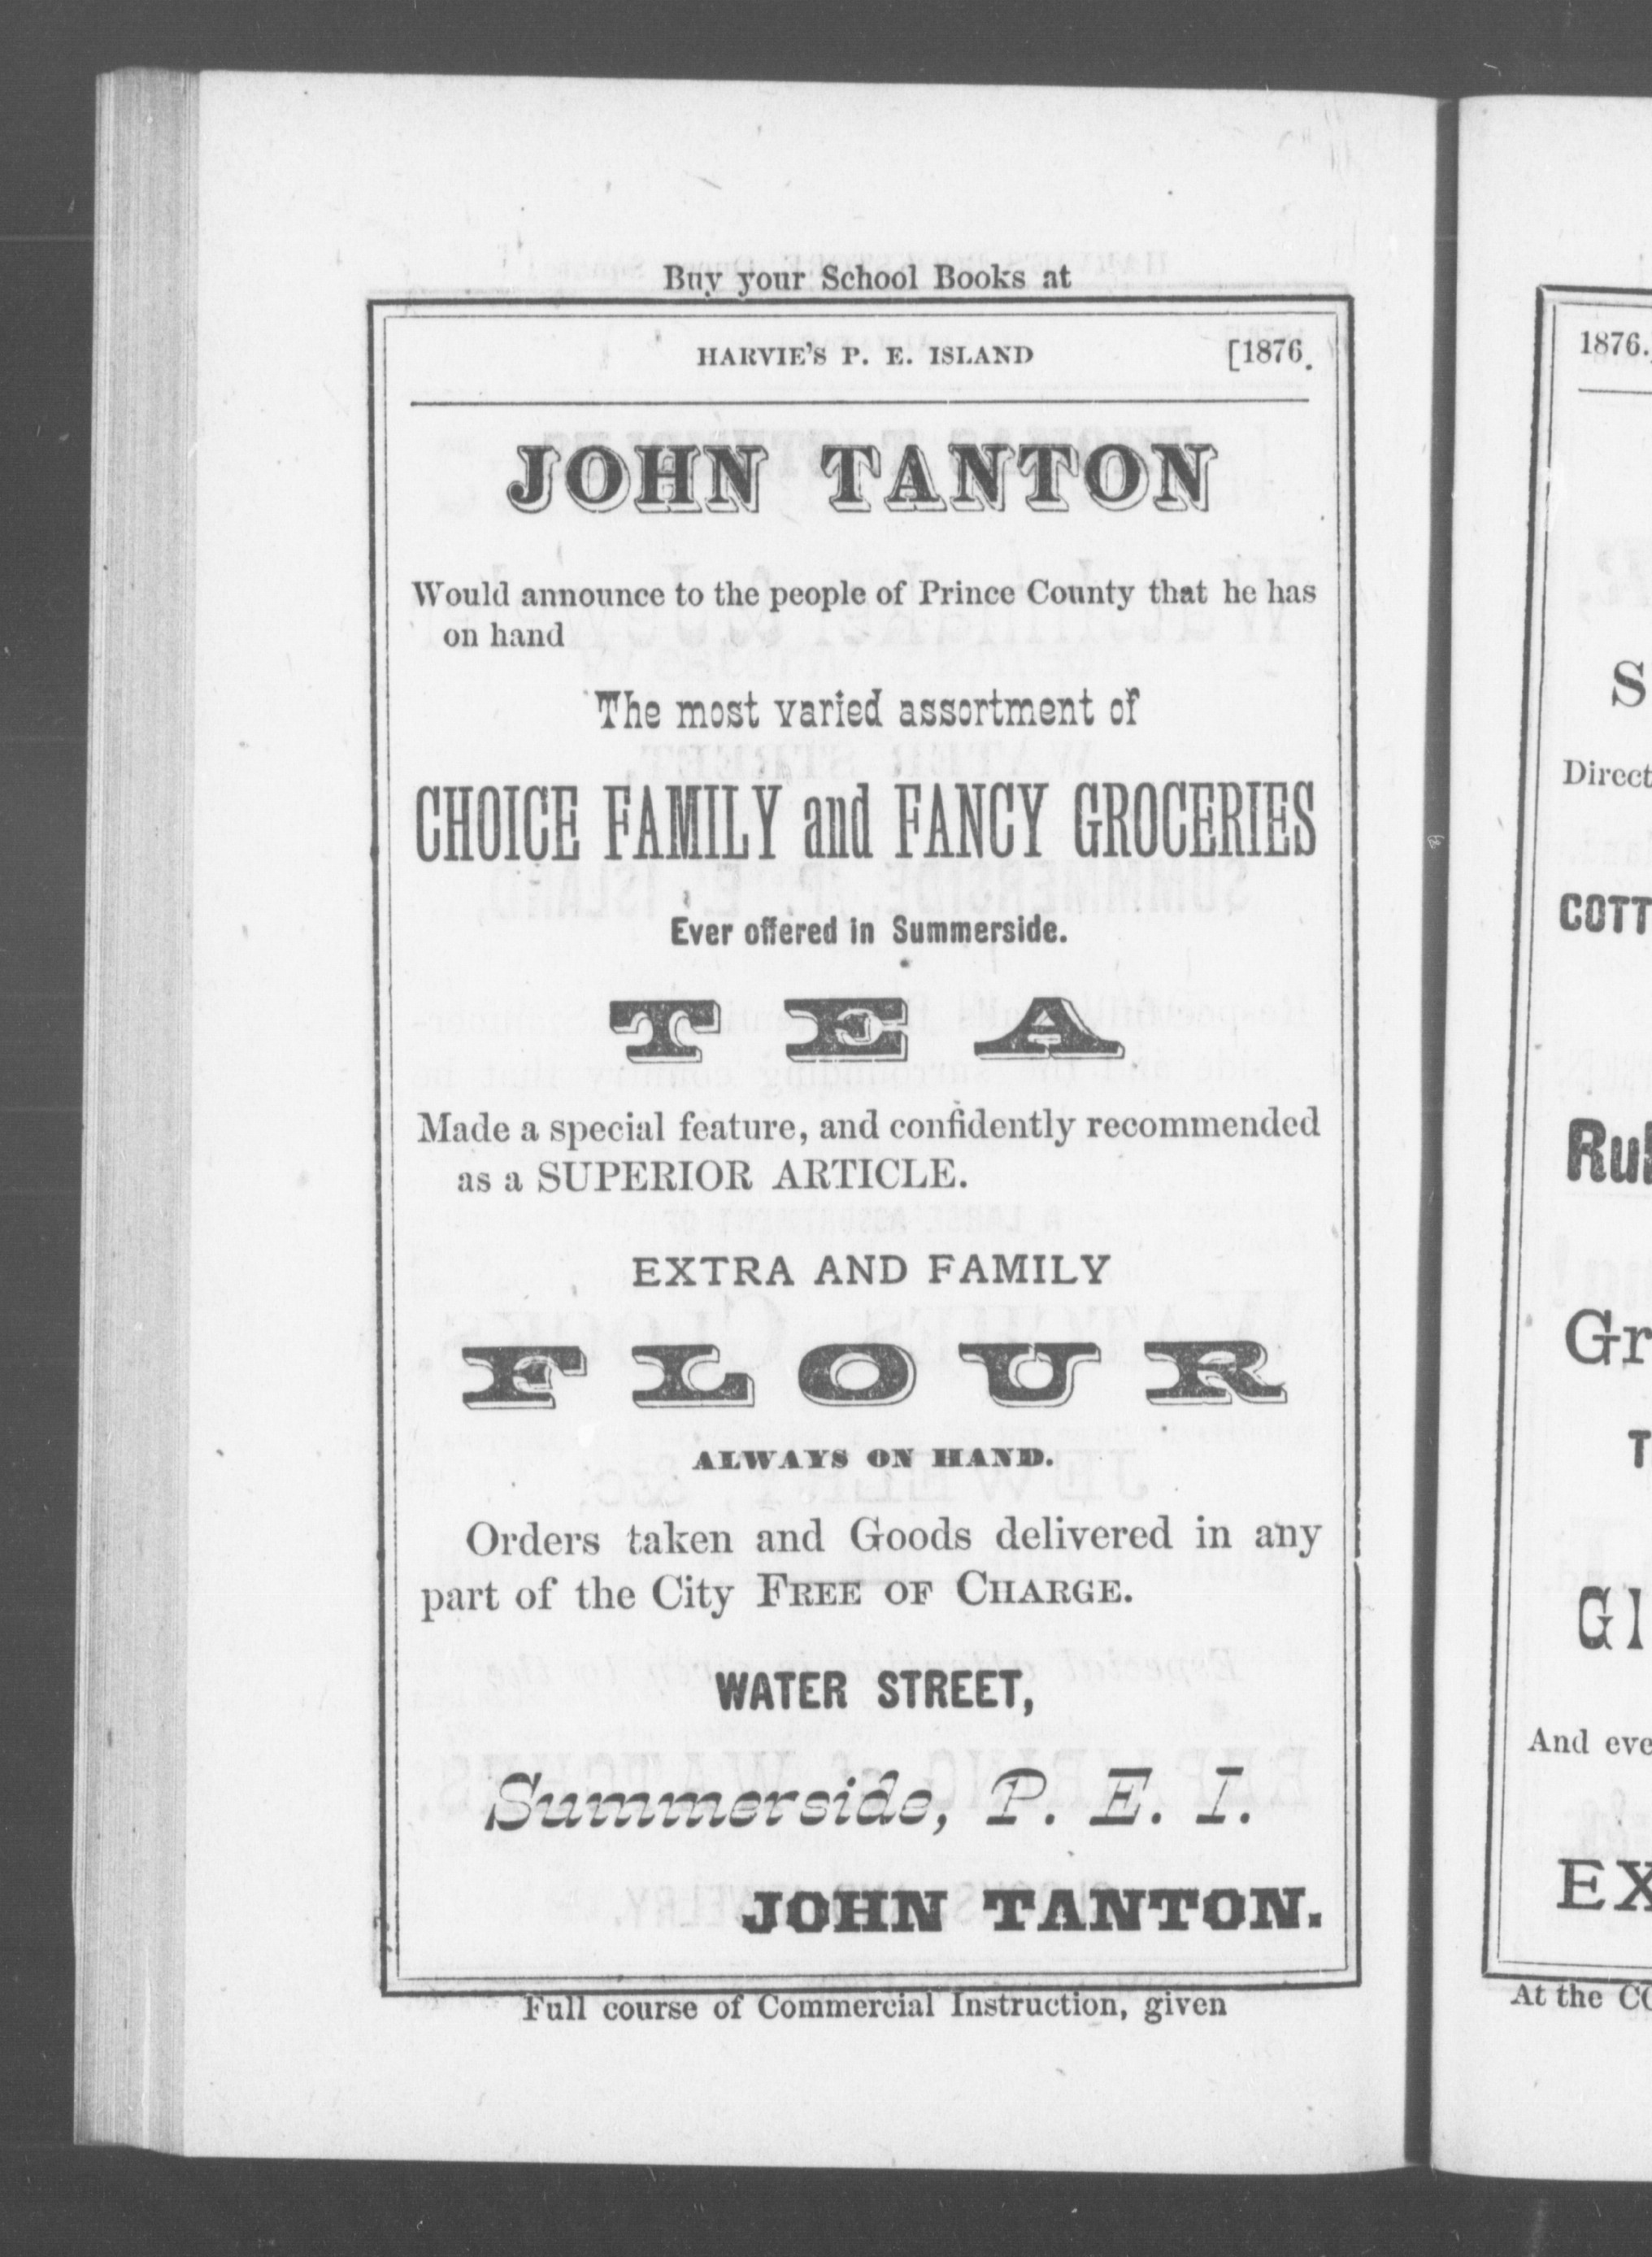 Buy your School Books at
HARVIE'S P. E. ISLAND [1876.
JOHN TANTON
Would announce to the people of Prince County that he has
on hand
The most varied assortment of
CHOICE FAMILY and FANCY GROCERIES
Ever offered in Summerside.
TEA
Made a special feature, and confidently recommended
as a SUPERIOR ARTICLE.
EXTRA AND FAMILY
FLOUR
ALWAYS ON HAND.
Orders taken and Goods delivered in any
part of the City FREE OF CHARGE.
WATER STREET,
Summerside, P. E. I.
JOHN TANTON.
Full course of Commercial Instruction, given
1876.
S
Direct
COTT
Gr
T
GI
And eve
EX
At the CO